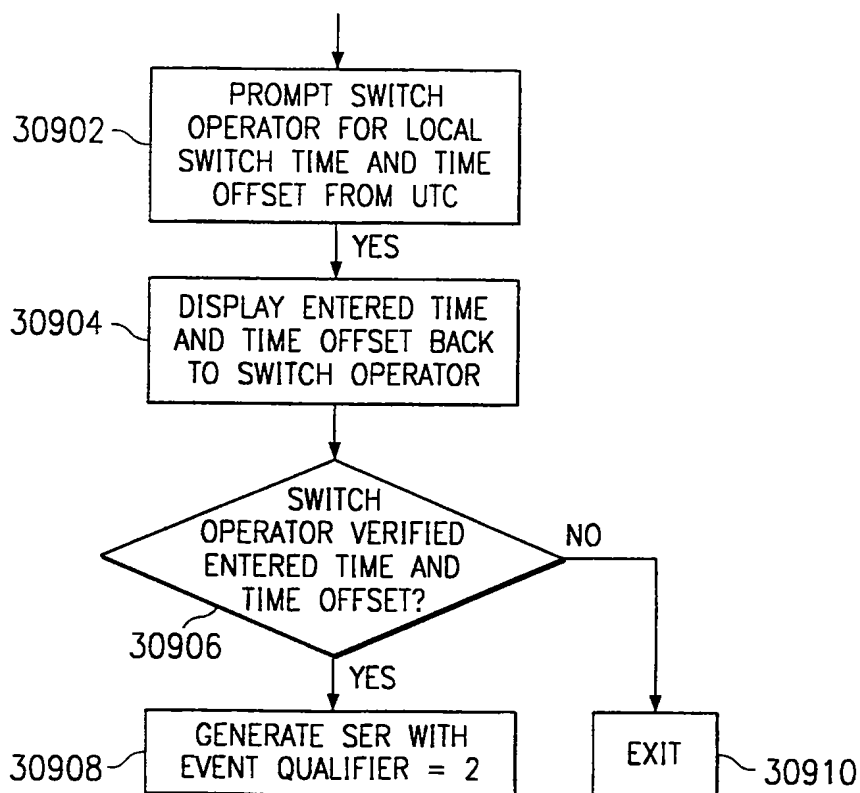 30902
PROMPT SWITCH
OPERATOR FOR LOCAL
SWITCH TIME AND TIME
OFFSET FROM UTC
YES
30904
DISPLAY ENTERED TIME
AND TIME OFFSET BACK
TO SWITCH OPERATOR
SWITCH
OPERATOR VERIFIED
ENTERED TIME AND
TIME OFFSET?
NO
30906
YES
30908
GENERATE SER WITH
EVENT QUALIFIER = 2
EXIT
30910